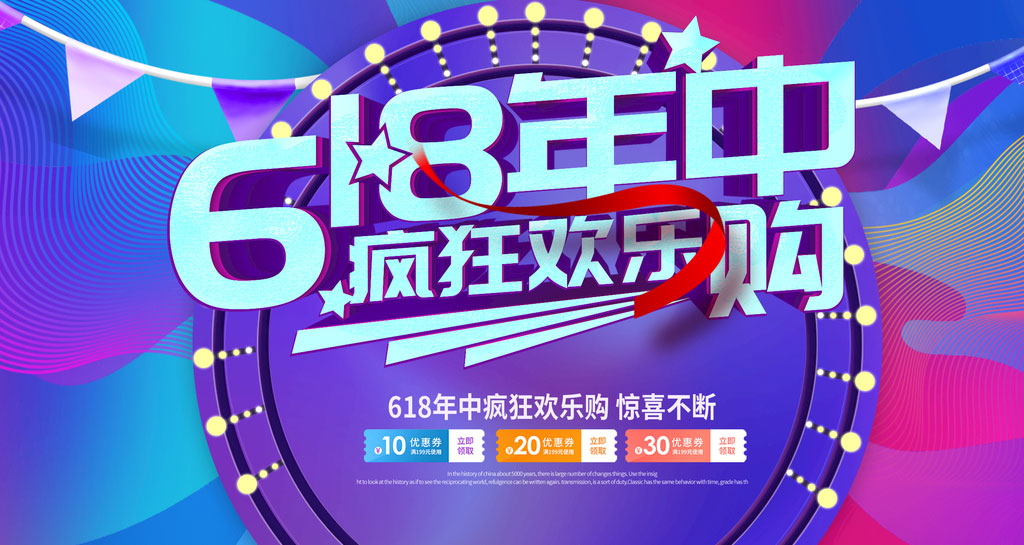 618年中
疯狂欢乐购
618年中疯狂欢乐购 惊喜不断
¥10 优惠券 满199元使用 立即领取
¥20 优惠券 满199元使用 立即领取
¥30 优惠券 满199元使用 立即领取
In the history of china about 5000 years, there is large number of changes things. Use the insig
ht to look at the history as if to see the reciprocating world, refulgence can be written again. transmission, is a sort of duty.Classic has the same behavior with time, grade has th